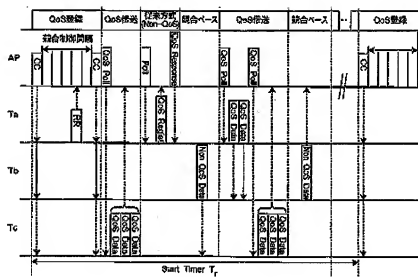 QoS登録
QoS伝送
従来方式
(Non-QoS)
競合ベース
QoS伝送
競合ベース
...
QoS登録
競合制御間隔
AP
CC
CC
QoS Poll
Poll
QoS Response
QoS Poll
QoS Poll
CC
Ta
RR
QoS Data
QoS Data
Non QoS Data
Tb
Non QoS Data
Tc
QoS Data
QoS Data
QoS Data
QoS Data
QoS Data
QoS Data
Start Timer Tr